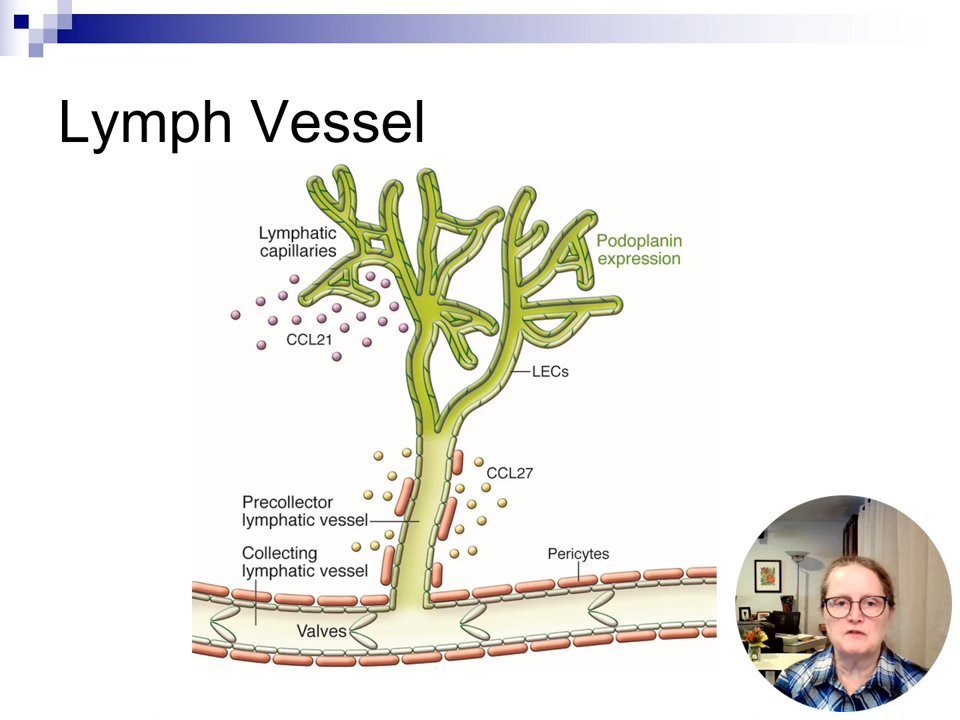 Lymph Vessel
Lymphatic
capillaries
Podoplanin
expression
CCL21
LECs
CCL27
Precollector
lymphatic vessel
Collecting
lymphatic vessel
Pericytes
Valves